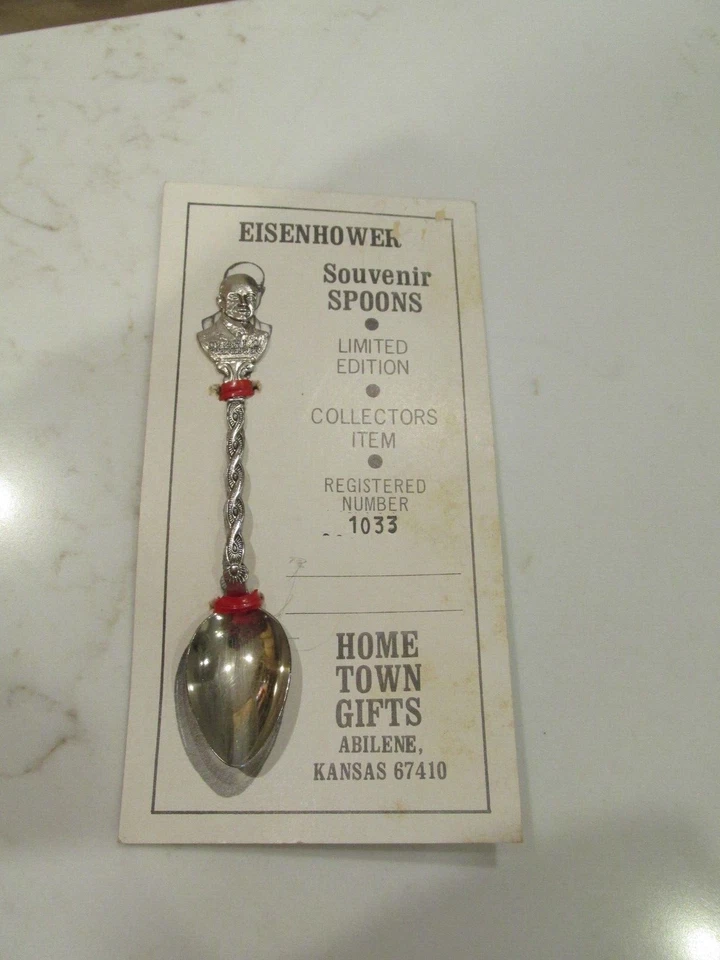 EISENHOWER
Souvenir
SPOONS
LIMITED
EDITION
COLLECTORS
ITEM
REGISTERED
NUMBER
1033
HOME
TOWN
GIFTS
ABILENE,
KANSAS 67410